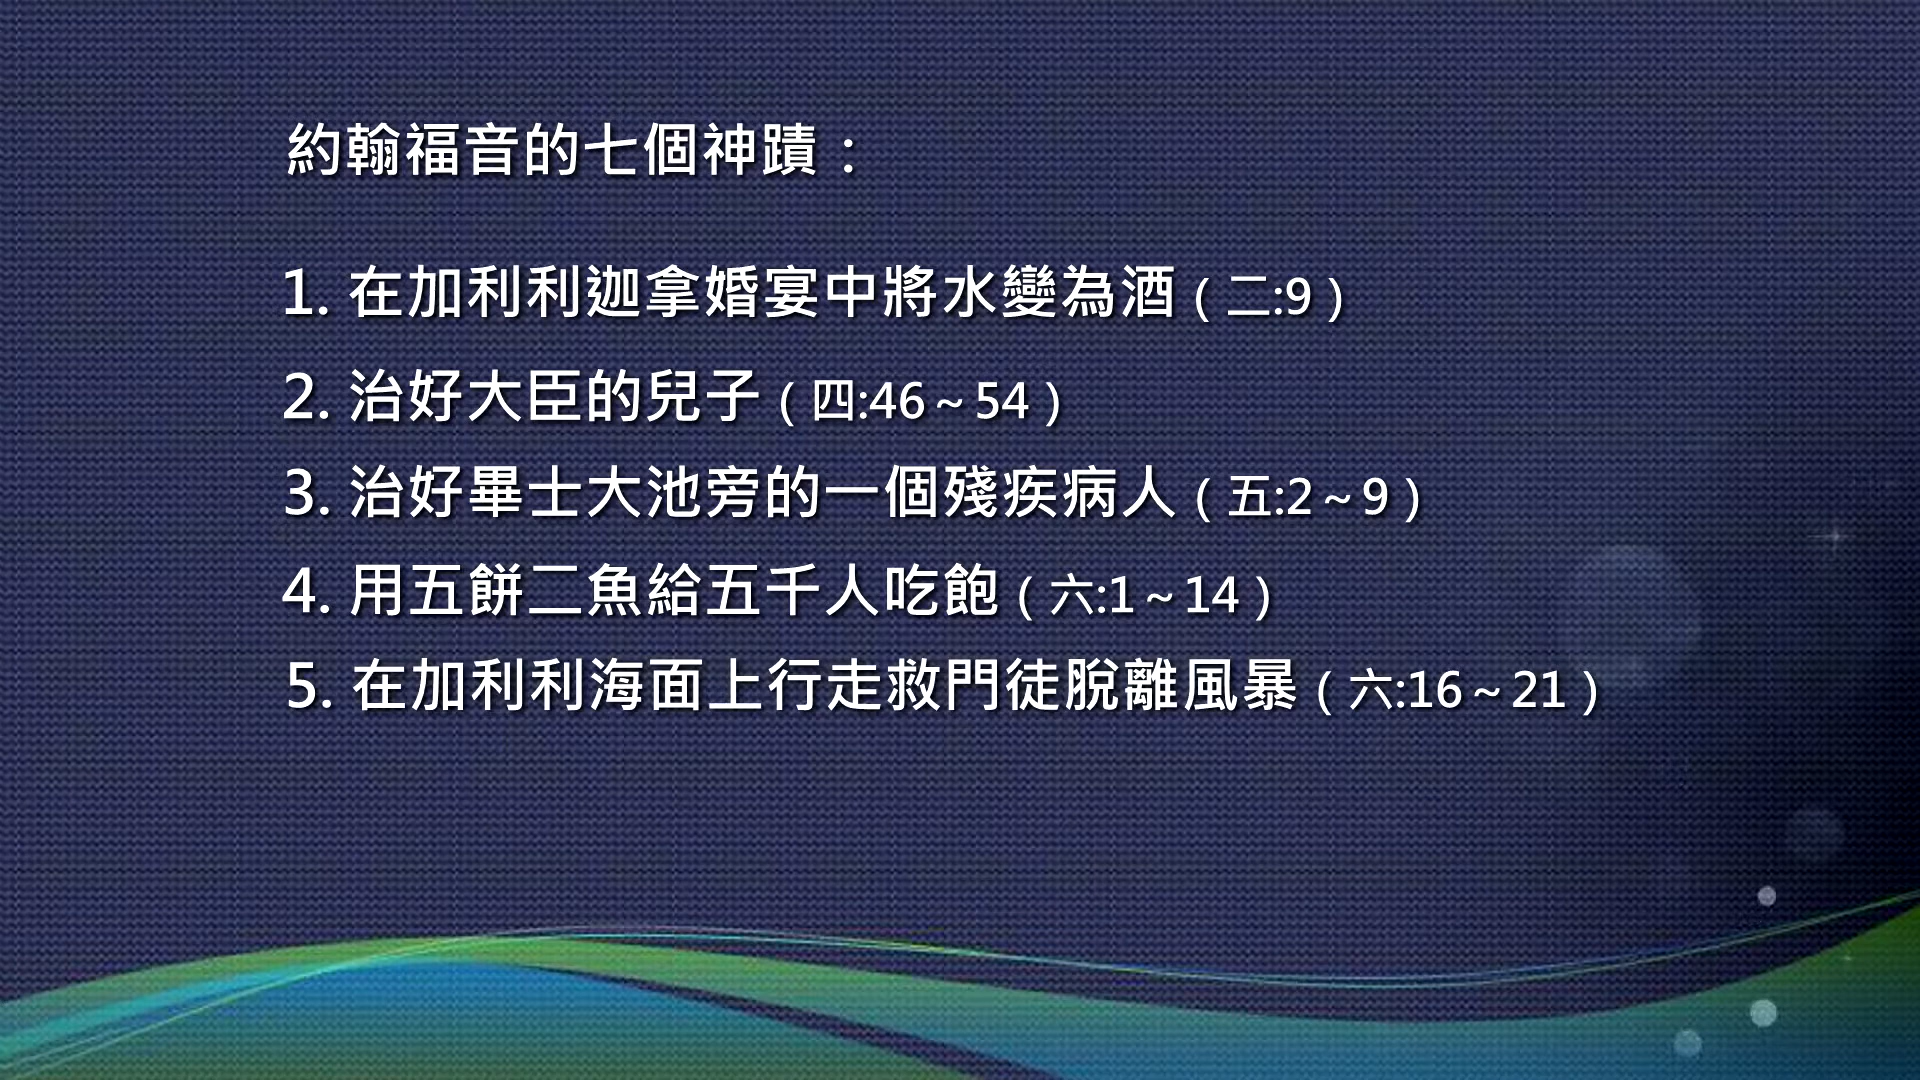 約翰福音的七個神蹟：
1. 在加利利迦拿婚宴中將水變為酒（二:9）
2. 治好大臣的兒子（四:46～54）
3. 治好畢士大池旁的一個殘疾病人（五:2～9）
4. 用五餅二魚給五千人吃飽（六:1～14）
5. 在加利利海面上行走救門徒脫離風暴（六:16～21）